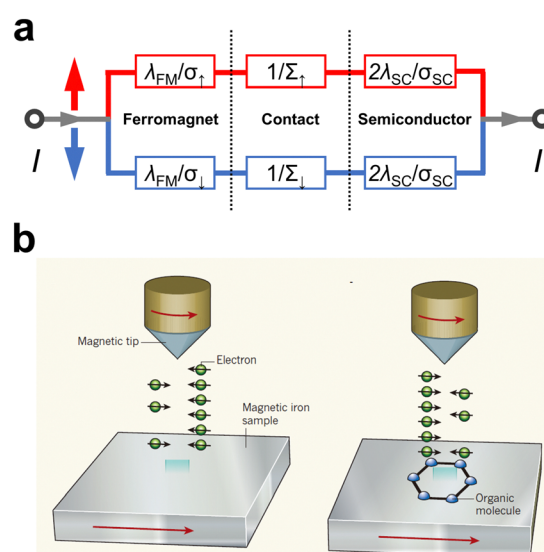 a
λFM/σ↑ 1/Σ↑ 2λSC/σSC
Ferromagnet Contact Semiconductor
I I
λFM/σ↓ 1/Σ↓ 2λSC/σSC
b
Magnetic tip
Electron
Magnetic iron
sample
Organic
molecule